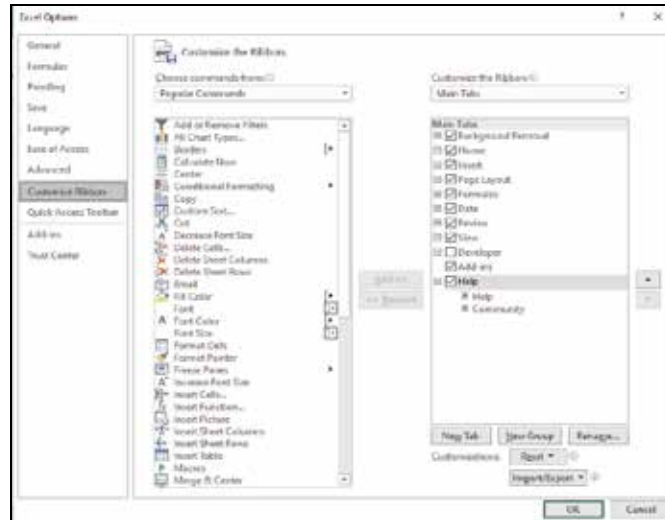 Excel Options
?
General
Formulas
Proofing
Save
Language
Ease of Access
Advanced
Customize Ribbon
Quick Access Toolbar
Add-ins
Trust Center
Customize the Ribbon.
Choose commands from:
Popular Commands
Add or Remove Filters
All Chart Types...
Borders
Calculate Now
Center
Conditional Formatting
Copy
Custom Sort...
Cut
Decrease Font Size
Delete Cells...
Delete Sheet Columns
Delete Sheet Rows
Email
Fill Color
Font
Font Color
Font Size
Format Cells
Format Painter
Freeze Panes
Increase Font Size
Insert Cells...
Insert Function...
Insert Picture
Insert Sheet Columns
Insert Sheet Rows
Insert Table
Macros
Merge & Center
Add >>
<< Remove
Customize the Ribbon:
Main Tabs
Main Tabs
Background Removal
Home
Insert
Page Layout
Formulas
Data
Review
View
Developer
Add-ins
Help
Help
Community
New Tab
New Group
Rename...
Customizations:
Reset
Import/Export
OK
Cancel